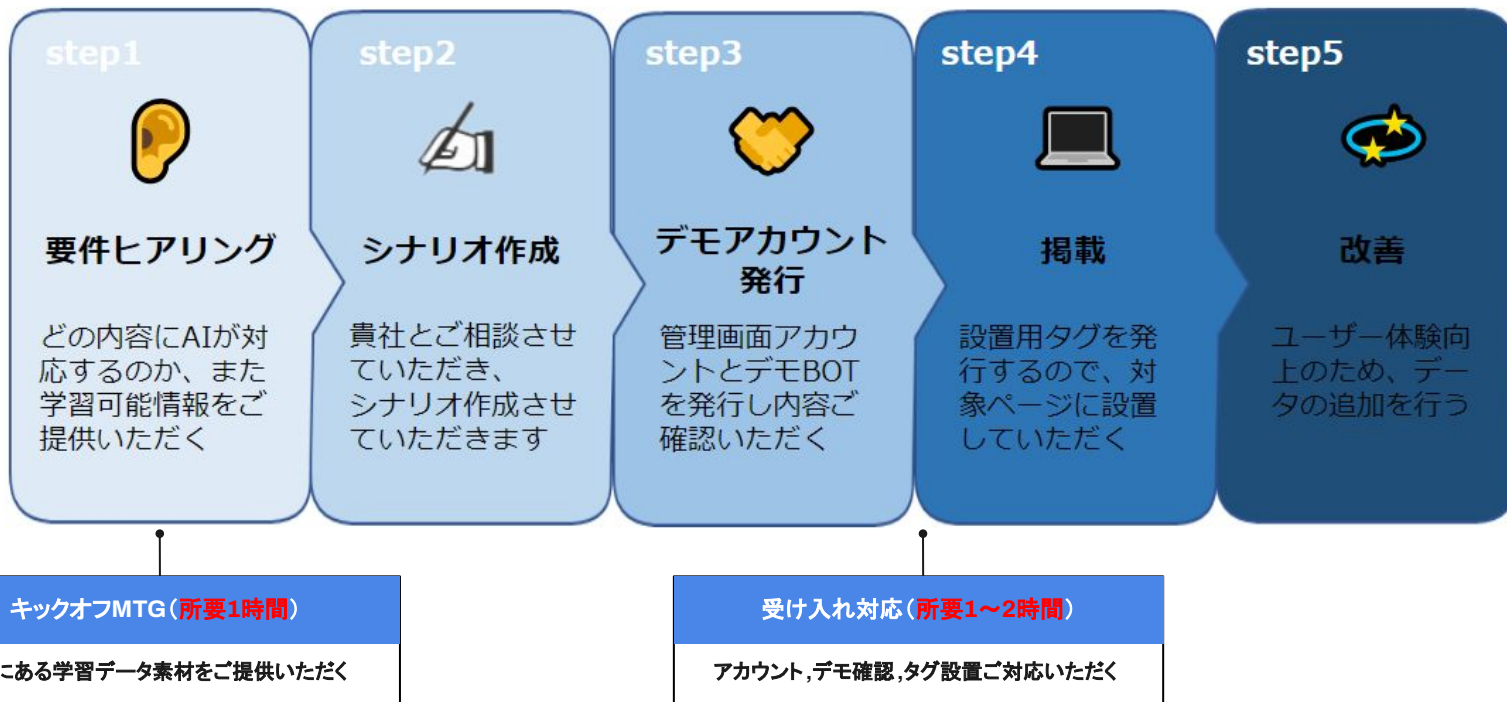 step1
要件ヒアリング
どの内容にAIが対
応するのか、また
学習可能情報をご
提供いただく
step2
シナリオ作成
貴社とご相談させ
ていただき、
シナリオ作成させ
ていただきます
step3
デモアカウント
発行
管理画面アカウ
ントとデモBOT
を発行し内容ご
確認いただく
step4
掲載
設置用タグを発
行するので、対
象ページに設置
していただく
step5
改善
ユーザー体験向
上のため、デー
タの追加を行う
キックオフMTG（所要1時間）
にある学習データ素材をご提供いただく
受け入れ対応（所要1～2時間）
アカウント,デモ確認,タグ設置ご対応いただく